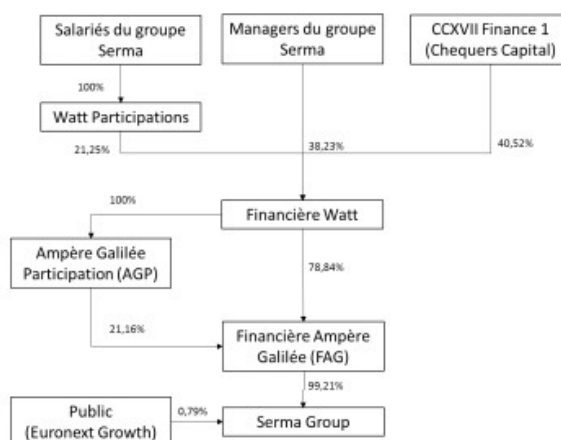 Salariés du groupe
Serma
Managers du groupe
Serma
CCXVII Finance 1
(Chequers Capital)
100%
Watt Participations
21,25%
38,23%
40,52%
100%
Financière Watt
Ampère Galilée
Participation (AGP)
78,84%
21,16%
Financière Ampère
Galilée (FAG)
99,21%
Public
(Euronext Growth)
0,79%
Serma Group